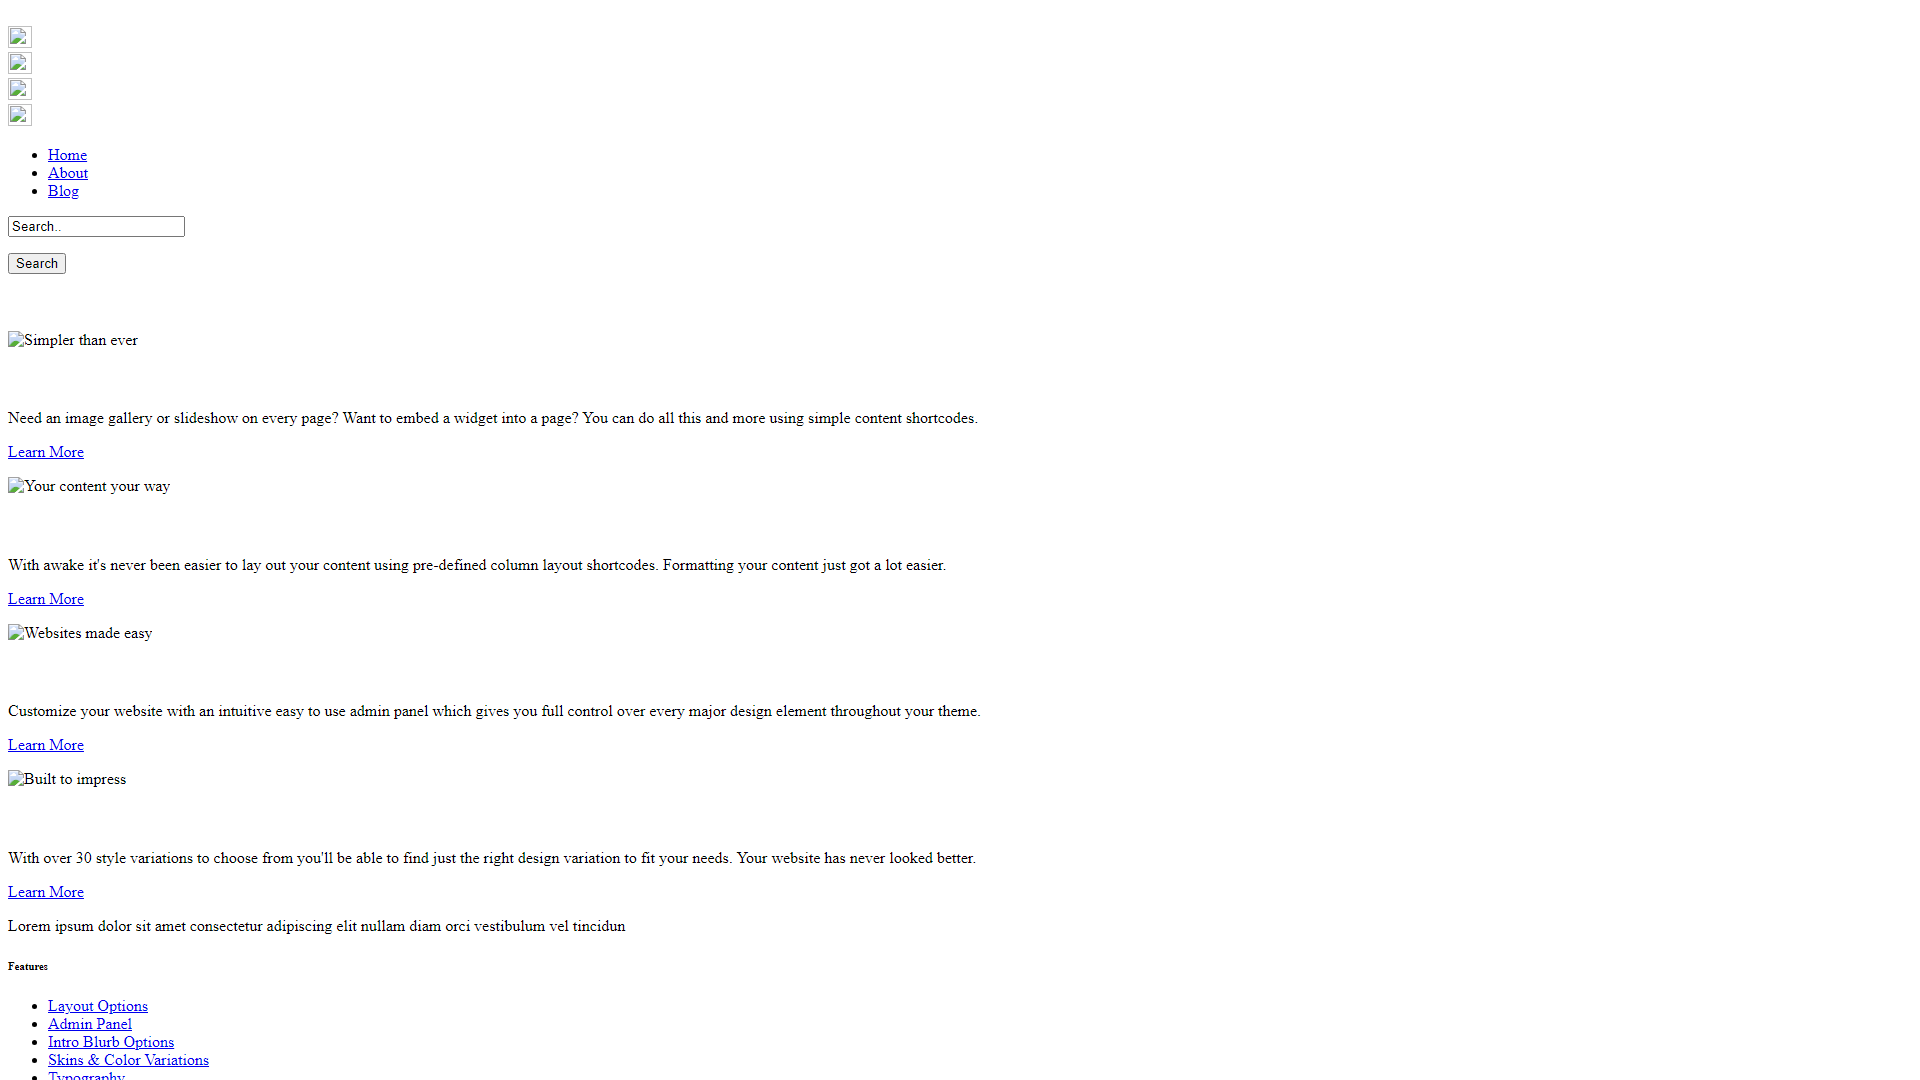 Home
About
Blog
Search..
Search
Simpler than ever
Need an image gallery or slideshow on every page? Want to embed a widget into a page? You can do all this and more using simple content shortcodes.
Learn More
Your content your way
With awake it's never been easier to lay out your content using pre-defined column layout shortcodes. Formatting your content just got a lot easier.
Learn More
Websites made easy
Customize your website with an intuitive easy to use admin panel which gives you full control over every major design element throughout your theme.
Learn More
Built to impress
With over 30 style variations to choose from you'll be able to find just the right design variation to fit your needs. Your website has never looked better.
Learn More
Lorem ipsum dolor sit amet consectetur adipiscing elit nullam diam orci vestibulum vel tincidun
Features
Layout Options
Admin Panel
Intro Blurb Options
Skins & Color Variations
Typography